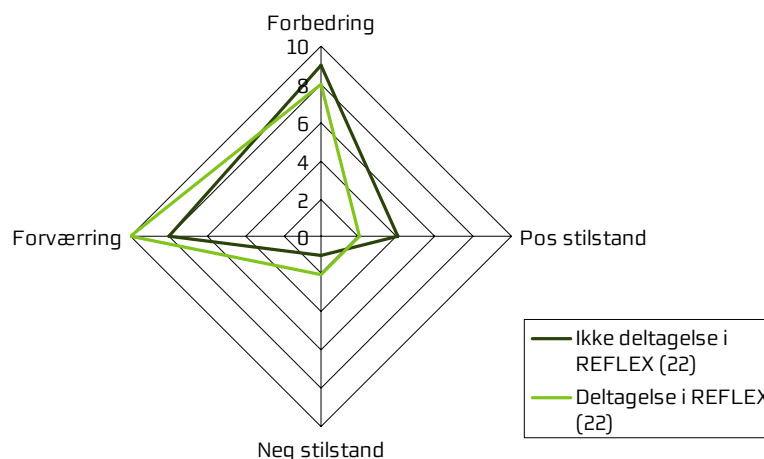 Forbedring
10
8
6
4
2
0
Forværring
Pos stilstand
Neg stilstand
Ikke deltagelse i
REFLEX (22)
Deltagelse i REFLEX
(22)